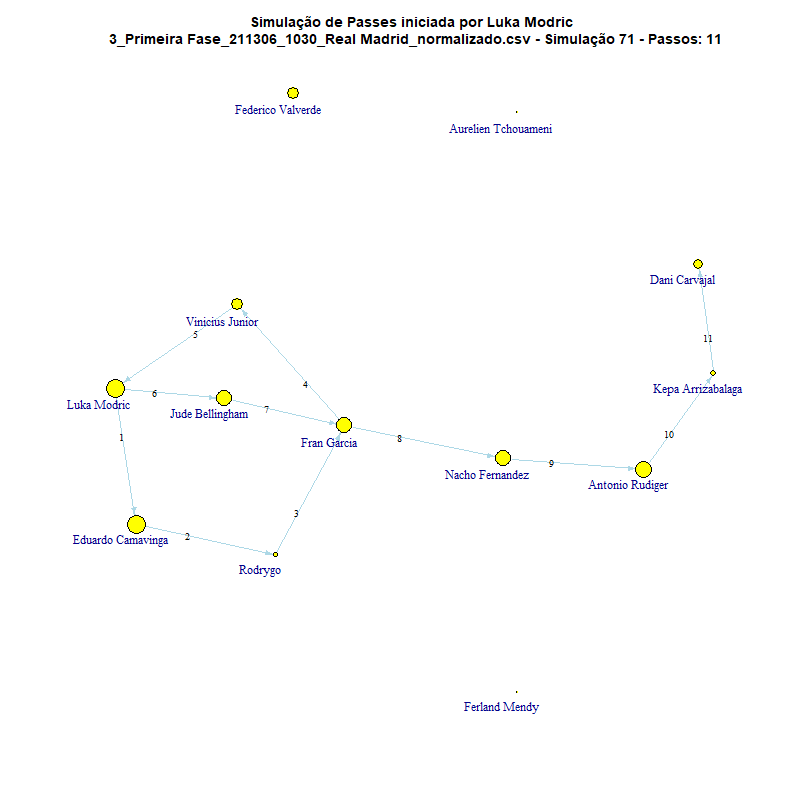 Simulação de Passes iniciada por Luka Modric
3_Primeira Fase_211306_1030_Real Madrid_normalizado.csv - Simulação 71 - Passos: 11
Federico Valverde
Aurelien Tchouameni
Dani Carvajal
Vinicius Junior
5
11
4
Kepa Arrizabalaga
6
Luka Modric
Jude Bellingham
7
1
Fran Garcia
8
10
9
Nacho Fernandez
Antonio Rudiger
3
2
Eduardo Camavinga
Rodrygo
Ferland Mendy